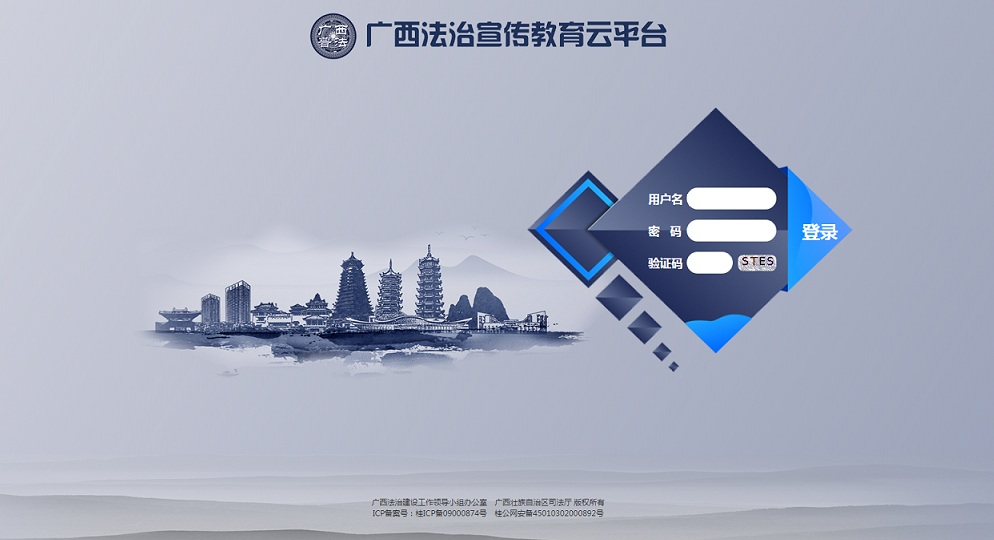 广西普法
广西法治宣传教育云平台
用户名
密 码
登录
验证码 STES
广西法治建设工作领导小组办公室 广西壮族自治区司法厅 版权所有
ICP备案号：桂ICP备09000874号 桂公网安备45010302000892号